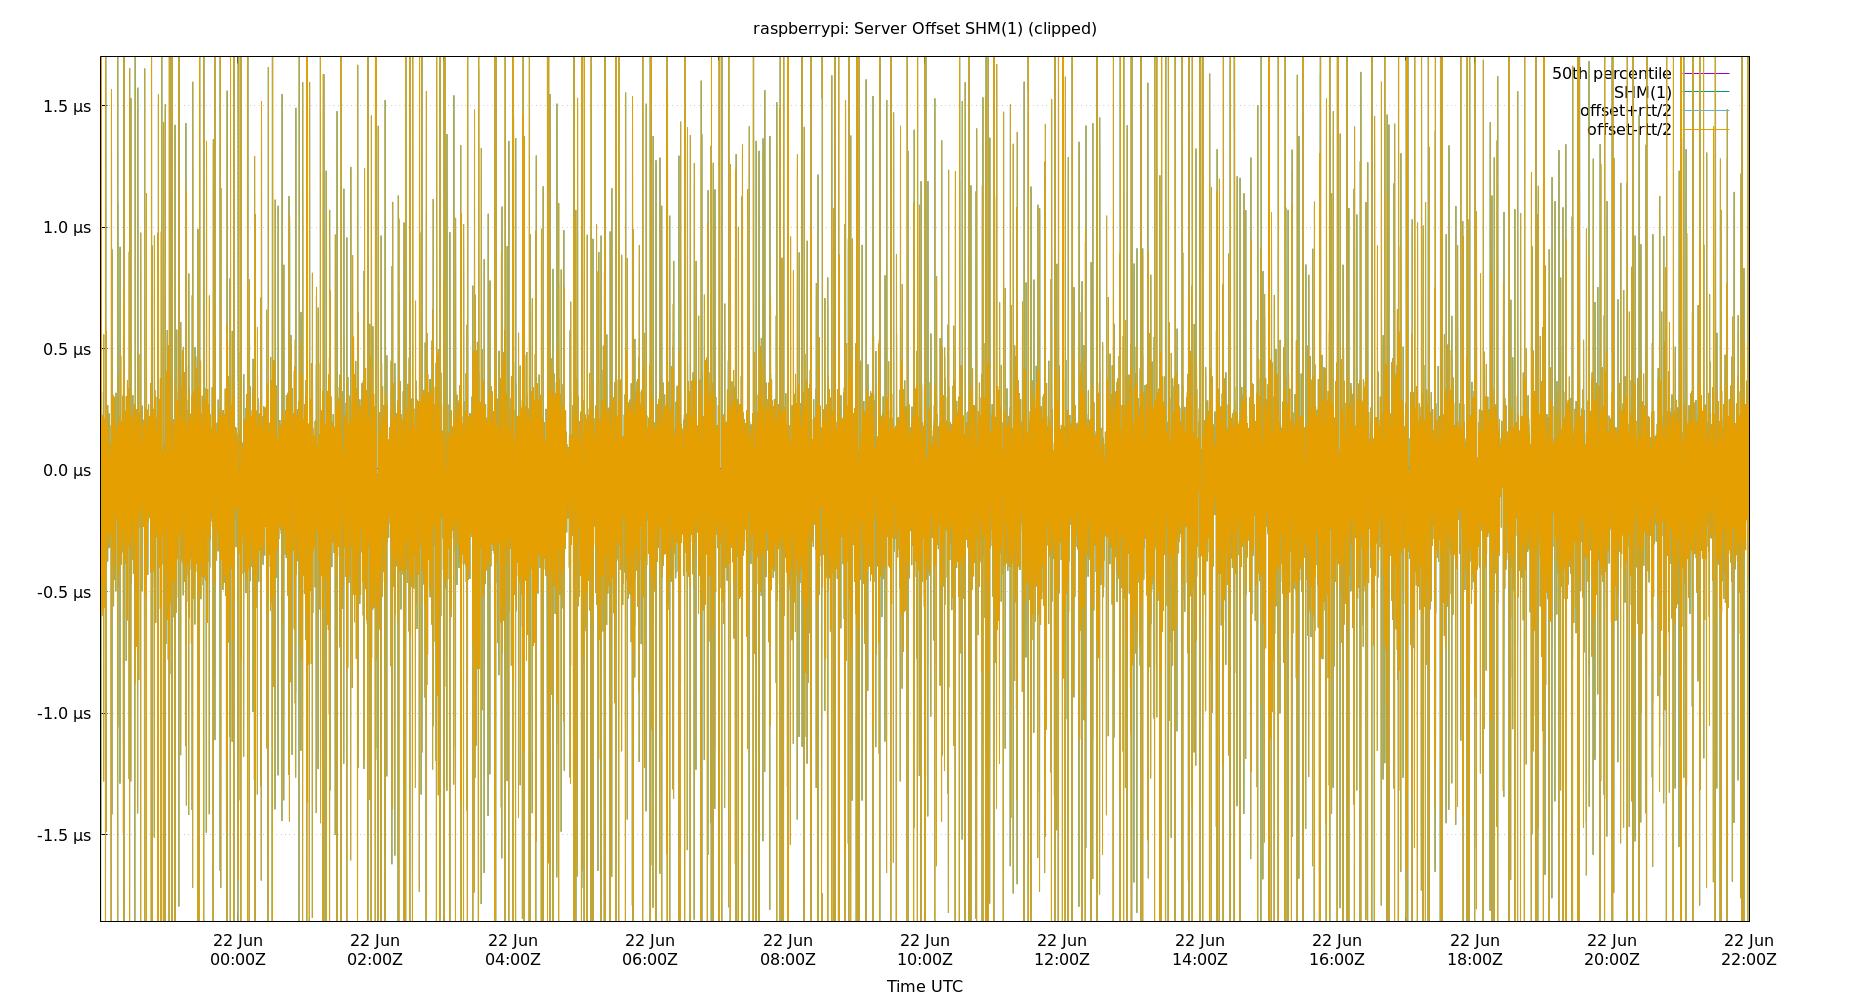 raspberrypi: Server Offset SHM(1) (clipped)
50th percentile
SHM(1)
offset+rtt/2
offset-rtt/2
1.5 µs
1.0 µs
0.5 µs
0.0 µs
-0.5 µs
-1.0 µs
-1.5 µs
22 Jun 22 Jun 22 Jun 22 Jun 22 Jun 22 Jun 22 Jun 22 Jun 22 Jun 22 Jun 22 Jun 22 Jun
00:00Z 02:00Z 04:00Z 06:00Z 08:00Z 10:00Z 12:00Z 14:00Z 16:00Z 18:00Z 20:00Z 22:00Z
Time UTC